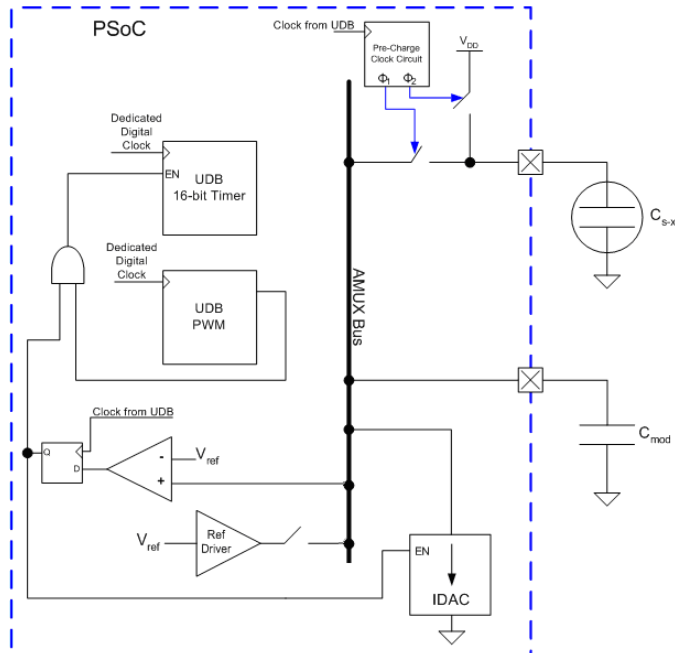 PSoC
Clock from UDB
Pre-Charge
Clock Circuit
Φ1 Φ2
VDD
Dedicated
Digital
Clock
EN
UDB
16-bit Timer
Cs-x
Dedicated
Digital
Clock
UDB
PWM
AMUX Bus
Clock from UDB
Q
D
-
+
Vref
Cmod
Vref
Ref
Driver
EN
IDAC